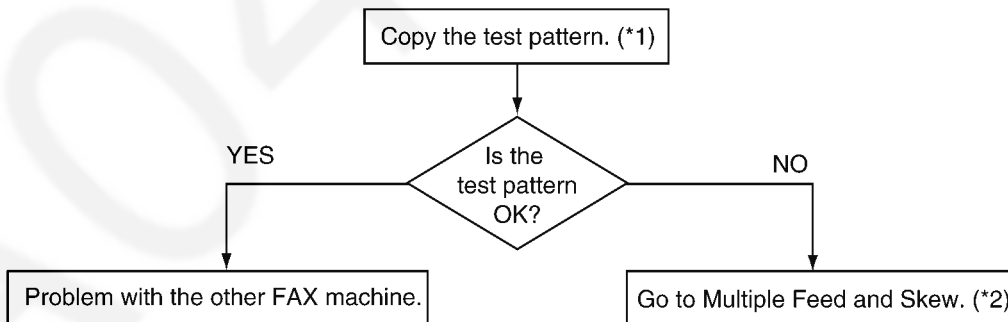 Copy the test pattern. (*1)
YES
Is the
test pattern
OK?
NO
Problem with the other FAX machine.
Go to Multiple Feed and Skew. (*2)